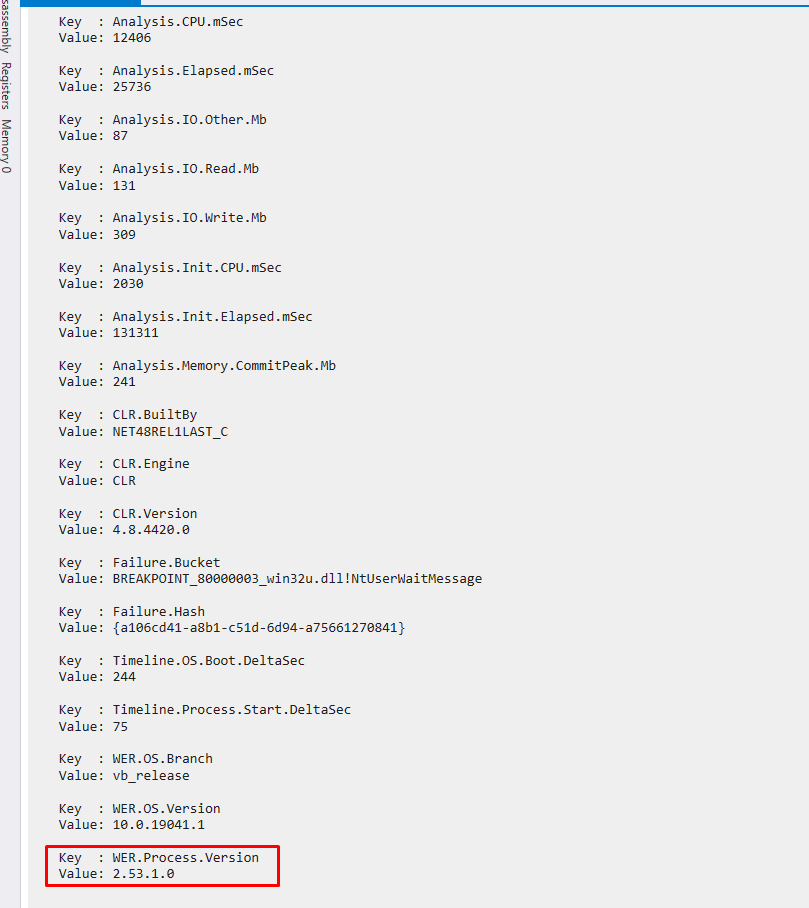 sassembly
Registers
Memory 0
Key  : Analysis.CPU.mSec
Value: 12406
Key  : Analysis.Elapsed.mSec
Value: 25736
Key  : Analysis.IO.Other.Mb
Value: 87
Key  : Analysis.IO.Read.Mb
Value: 131
Key  : Analysis.IO.Write.Mb
Value: 309
Key  : Analysis.Init.CPU.mSec
Value: 2030
Key  : Analysis.Init.Elapsed.mSec
Value: 131311
Key  : Analysis.Memory.CommitPeak.Mb
Value: 241
Key  : CLR.BuiltBy
Value: NET48REL1LAST_C
Key  : CLR.Engine
Value: CLR
Key  : CLR.Version
Value: 4.8.4420.0
Key  : Failure.Bucket
Value: BREAKPOINT_80000003_win32u.dll!NtUserWaitMessage
Key  : Failure.Hash
Value: {a106cd41-a8b1-c51d-6d94-a75661270841}
Key  : Timeline.OS.Boot.DeltaSec
Value: 244
Key  : Timeline.Process.Start.DeltaSec
Value: 75
Key  : WER.OS.Branch
Value: vb_release
Key  : WER.OS.Version
Value: 10.0.19041.1
Key  : WER.Process.Version
Value: 2.53.1.0